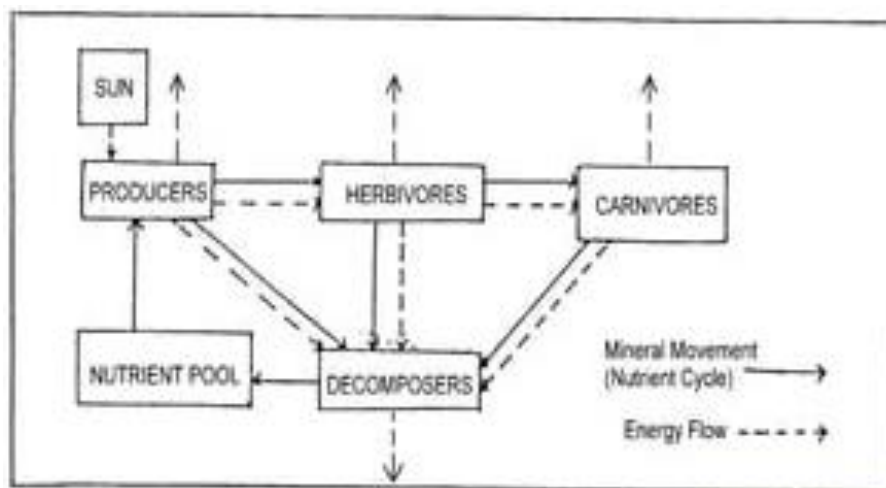 SUN
PRODUCERS
HERBIVORES
CARNIVORES
NUTRIENT POOL
DECOMPOSERS
Mineral Movement
(Nutrient Cycle)
Energy Flow